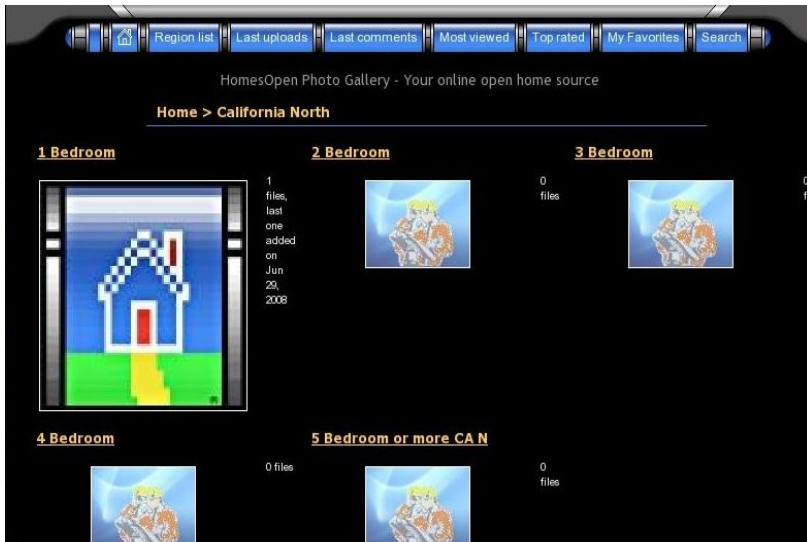 Region list Last uploads Last comments Most viewed Top rated My Favorites Search
HomesOpen Photo Gallery - Your online open home source
Home > California North
1 Bedroom
1
files,
last
one
added
on
Jun
29,
2008
2 Bedroom
0
files
3 Bedroom
4 Bedroom
0 files
5 Bedroom or more CA N
0
files